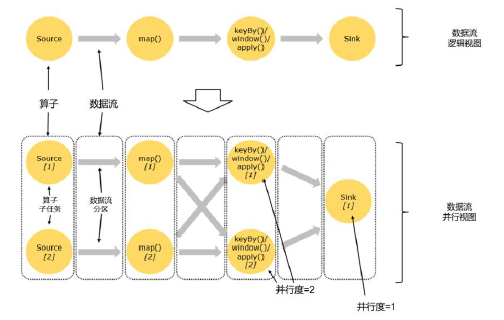 Source
map()
keyBy()/
window()/
apply()
Sink
数据流
逻辑视图
算子
数据流
Source
[1]
map()
[1]
keyBy()/
window()/
apply()
[1]
算子
子任务
数据流
分区
Sink
[1]
数据流
并行视图
Source
[2]
map()
[2]
keyBy()/
window()/
apply()
[2]
并行度=2
并行度=1